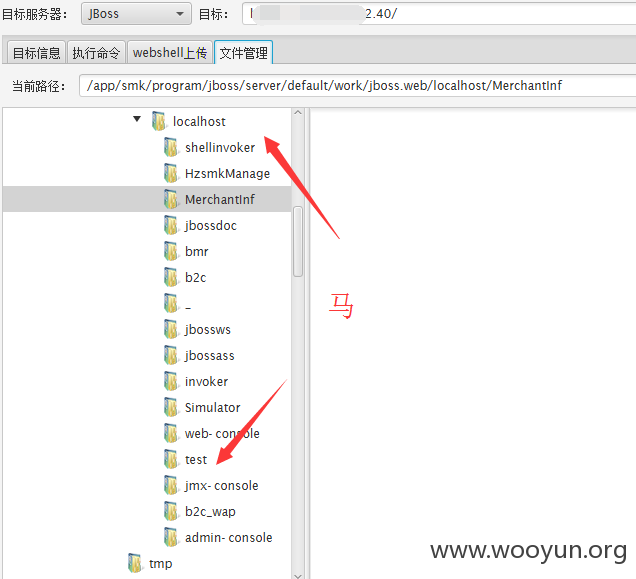 目标服务器： JBoss 目标： 2.40/
目标信息 执行命令 webshell上传 文件管理
当前路径： /app/smk/program/jboss/server/default/work/jboss.web/localhost/MerchantInf
localhost
shellinvoker
HzsmkManage
MerchantInf
jbossdoc
bmr
b2c
_
马
jbossws
jbossass
invoker
Simulator
web-console
test
jmx-console
b2c_wap
admin-console
tmp
www.wooyun.org